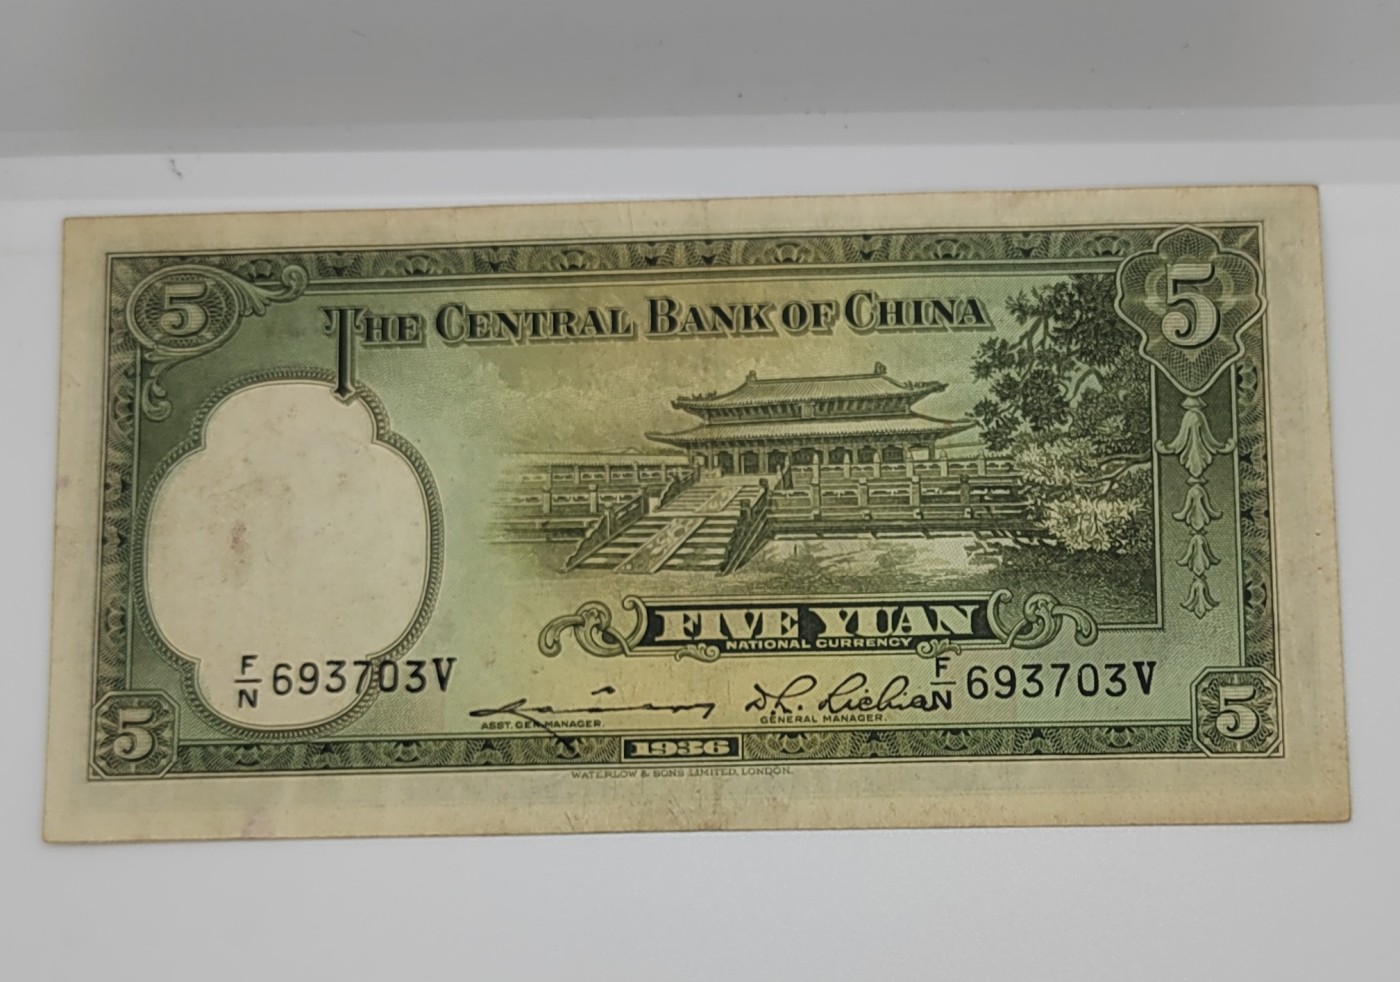 5
5
THE CENTRAL BANK OF CHINA
FIVE YUAN
NATIONAL CURRENCY
F/N 693703V
F/N 693703V
ASST. GEN. MANAGER.
GENERAL MANAGER.
5
5
1936
WATERLOW & SONS LIMITED, LONDON.